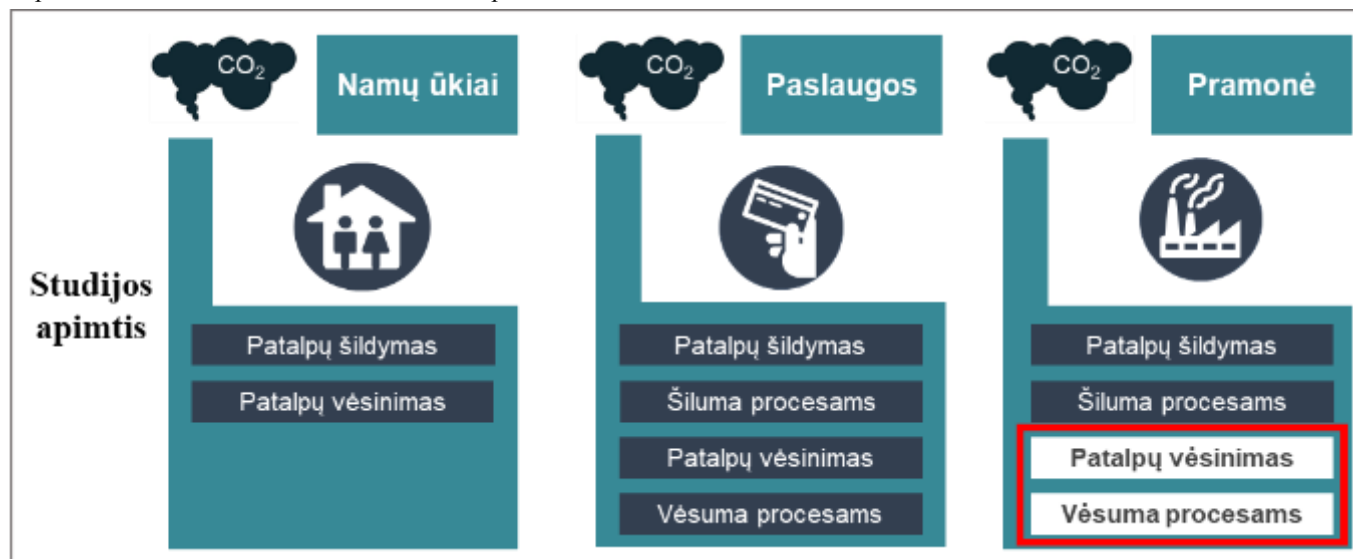 CO₂
Namų ūkiai
CO₂
Paslaugos
CO₂
Pramonė
Studijos
apimtis
Patalpų šildymas
Patalpų vėsinimas
Patalpų šildymas
Šiluma procesams
Patalpų vėsinimas
Vėsuma procesams
Patalpų šildymas
Šiluma procesams
Patalpų vėsinimas
Vėsuma procesams